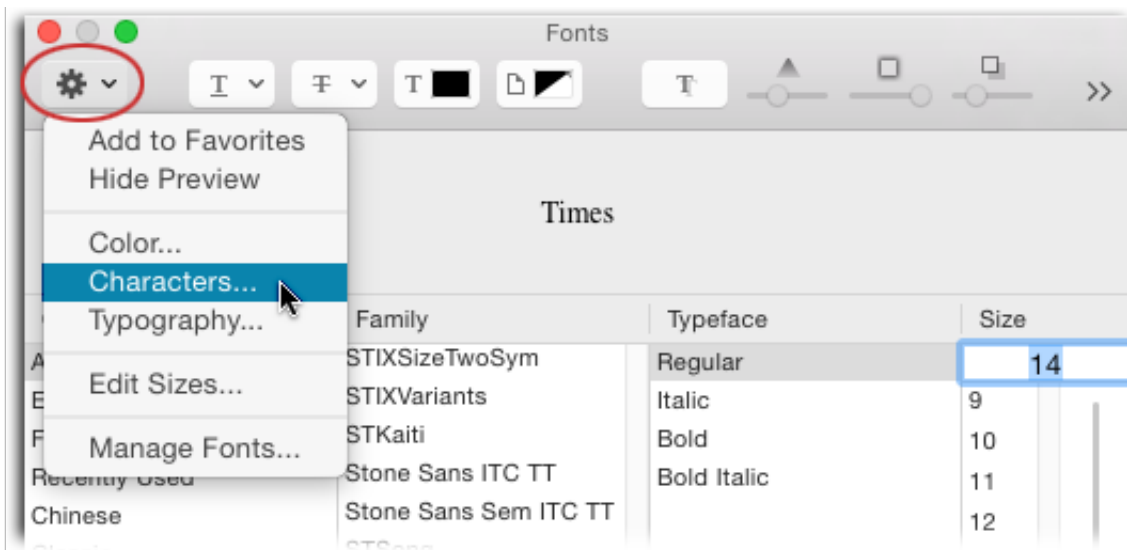 Fonts
T T T T
Add to Favorites
Hide Preview
Color...
Characters...
Typography...
Edit Sizes...
Manage Fonts...
Times
Family Typeface Size
STIXSizeTwoSym Regular 14
STIXVariants Italic 9
STKaiti Bold 10
Recently Used Stone Sans ITC TT Bold Italic 11
Chinese Stone Sans Sem ITC TT 12
STSong